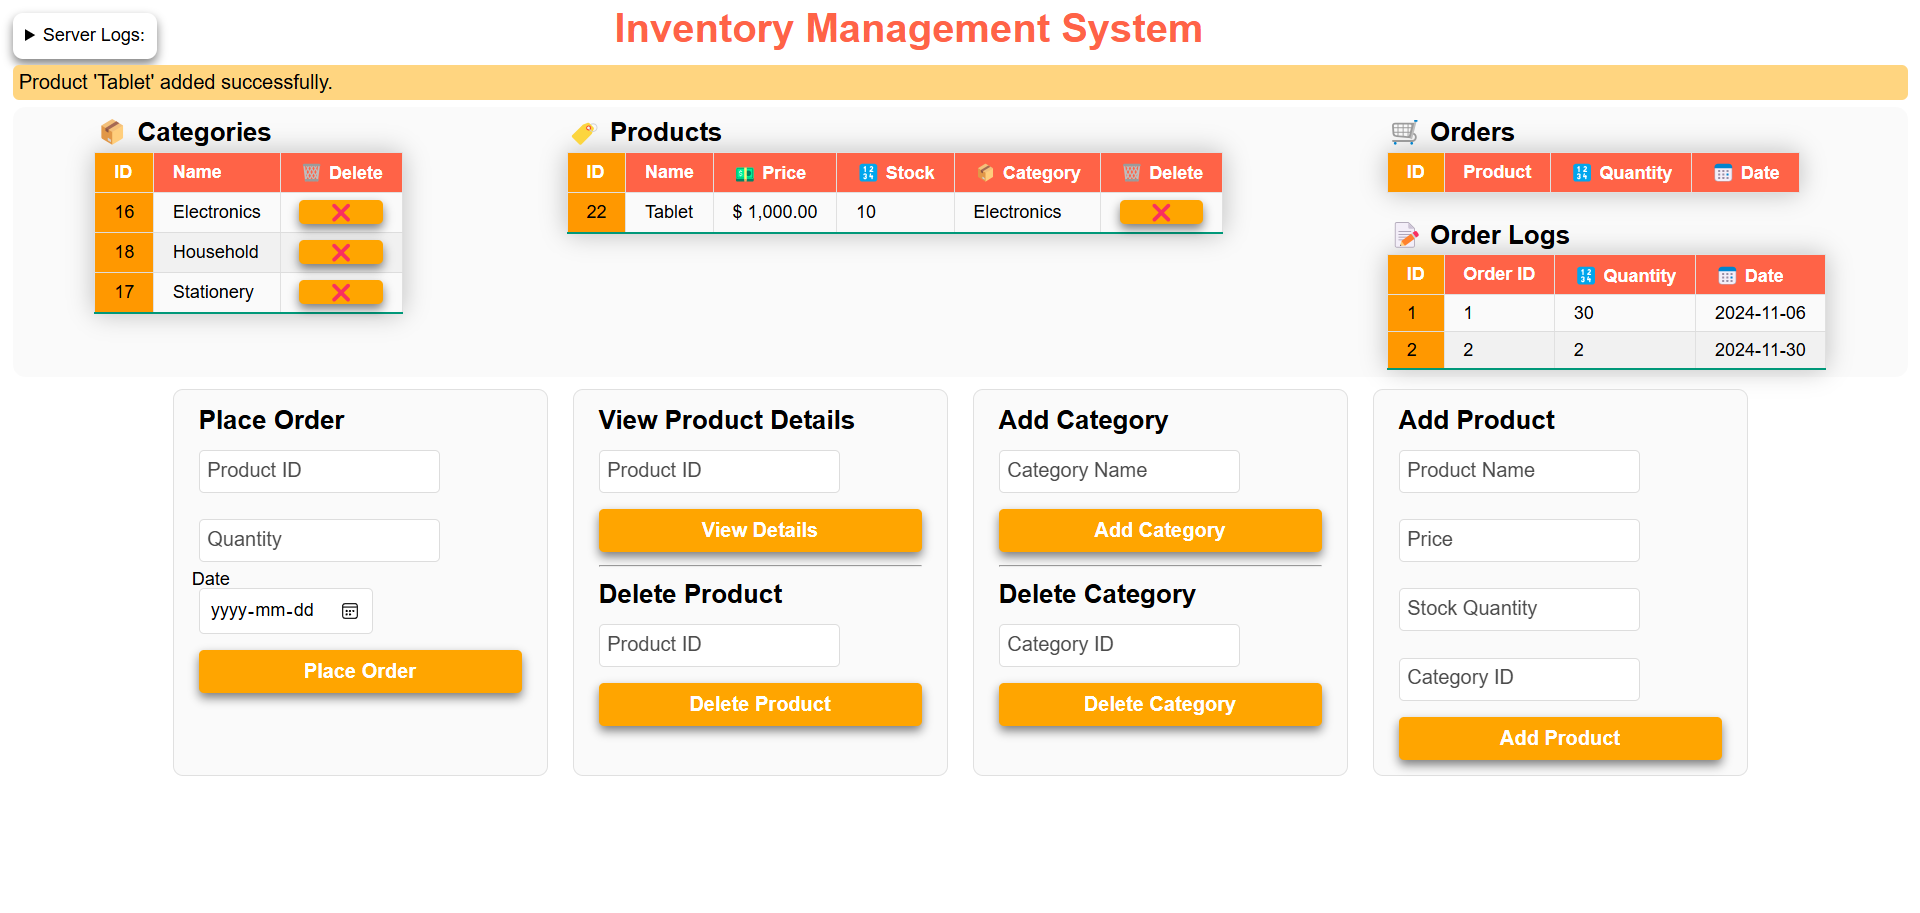 Server Logs:
Inventory Management System
Product 'Tablet' added successfully.
Categories
ID Name Delete
16 Electronics
18 Household
17 Stationery
Products
ID Name Price Stock Category Delete
22 Tablet $ 1,000.00 10 Electronics
Orders
ID Product Quantity Date
Order Logs
ID Order ID Quantity Date
1 1 30 2024-11-06
2 2 2 2024-11-30
Place Order
Product ID
Quantity
Date
yyyy-mm-dd
Place Order
View Product Details
Product ID
View Details
Delete Product
Product ID
Delete Product
Add Category
Category Name
Add Category
Delete Category
Category ID
Delete Category
Add Product
Product Name
Price
Stock Quantity
Category ID
Add Product